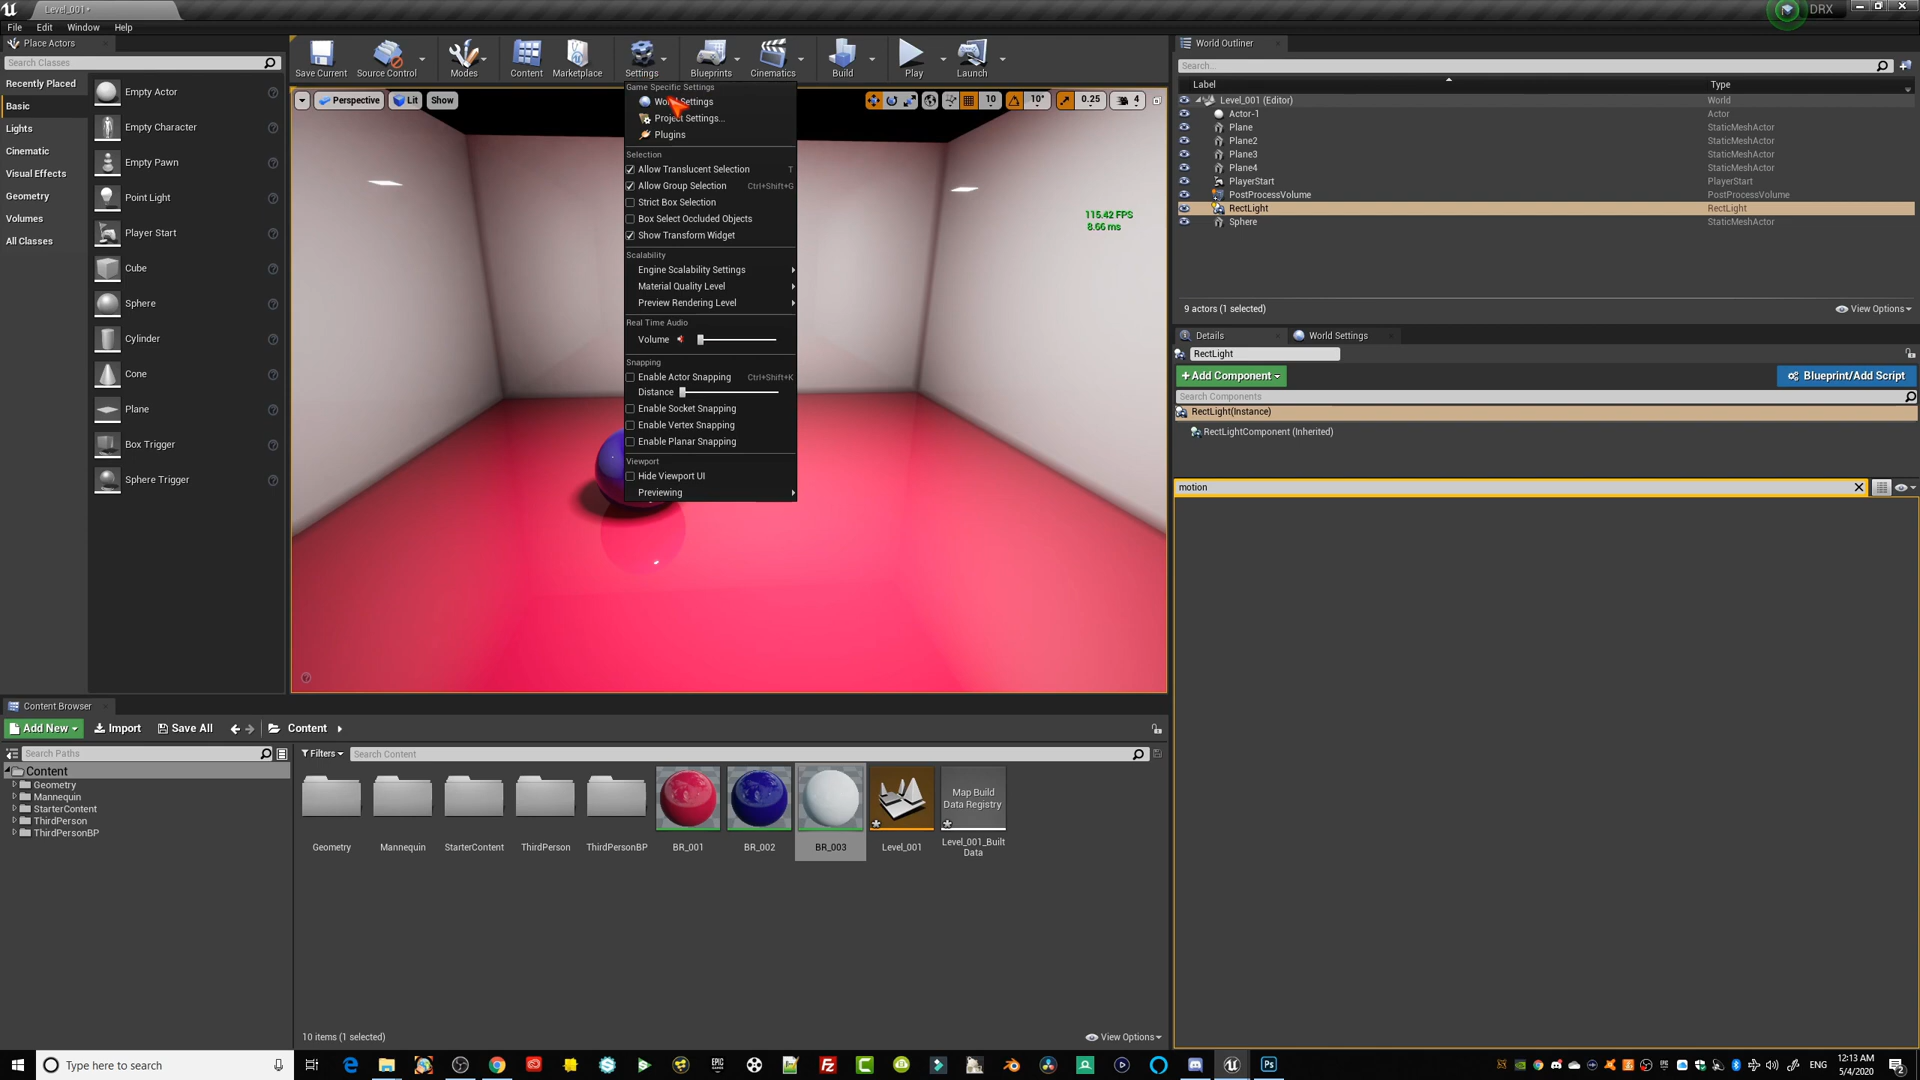 Level_001•
DRX
File Edit Window Help
Place Actors
Search Classes
Recently Placed
Basic
Lights
Cinematic
Visual Effects
Geometry
Volumes
All Classes
Empty Actor
Empty Character
Empty Pawn
Point Light
Player Start
Cube
Sphere
Cylinder
Cone
Plane
Box Trigger
Sphere Trigger
Save Current Source Control Modes Content Marketplace Settings Blueprints Cinematics Build Play Launch
Perspective Lit Show
10 10° 0.25 4
Game Specific Settings
World Settings
Project Settings...
Plugins
Selection
Allow Translucent Selection T
Allow Group Selection Ctrl+Shift+G
Strict Box Selection
Box Select Occluded Objects
Show Transform Widget
Scalability
Engine Scalability Settings
Material Quality Level
Preview Rendering Level
Real Time Audio
Volume
Snapping
Enable Actor Snapping Ctrl+Shift+K
Distance
Enable Socket Snapping
Enable Vertex Snapping
Enable Planar Snapping
Viewport
Hide Viewport UI
Previewing
115.42 FPS
8.66 ms
World Outliner
Search...
Label Type
Level_001 (Editor) World
Actor-1 Actor
Plane StaticMeshActor
Plane2 StaticMeshActor
Plane3 StaticMeshActor
Plane4 StaticMeshActor
PlayerStart PlayerStart
PostProcessVolume PostProcessVolume
RectLight RectLight
Sphere StaticMeshActor
9 actors (1 selected) View Options
Details World Settings
RectLight
+Add Component Blueprint/Add Script
Search Components
RectLight(Instance)
RectLightComponent (Inherited)
motion
Content Browser
Add New Import Save All Content
Search Paths
Content
Geometry
Mannequin
StarterContent
ThirdPerson
ThirdPersonBP
Filters Search Content
Map Build
Data Registry
Geometry Mannequin StarterContent ThirdPerson ThirdPersonBP BR_001 BR_002 BR_003 Level_001 Level_001_Built
Data
10 items (1 selected) View Options
Type here to search
EPIC
GAMES
ENG
12:13 AM
5/4/2020